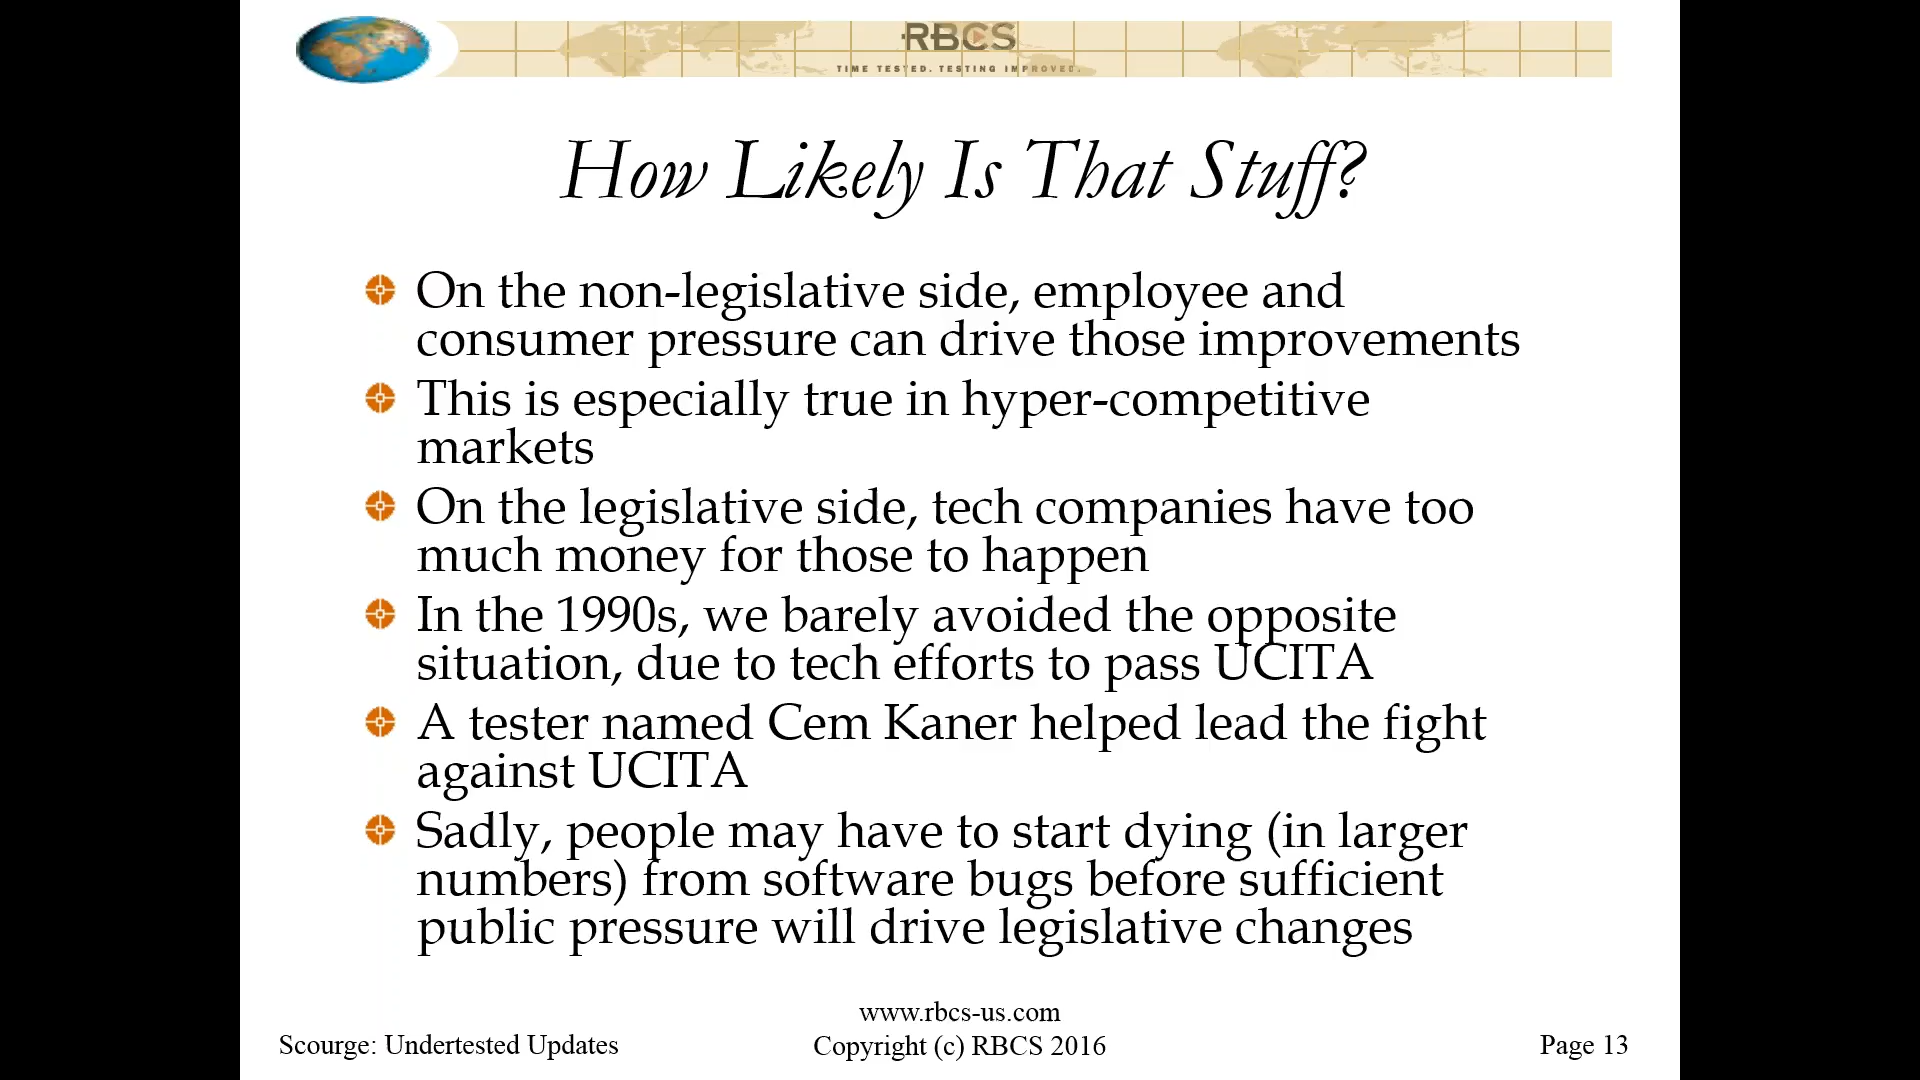 RBCS
TIME TESTED. TESTING IMPROVED.
How Likely Is That Stuff?
On the non-legislative side, employee and
consumer pressure can drive those improvements
This is especially true in hyper-competitive
markets
On the legislative side, tech companies have too
much money for those to happen
In the 1990s, we barely avoided the opposite
situation, due to tech efforts to pass UCITA
A tester named Cem Kaner helped lead the fight
against UCITA
Sadly, people may have to start dying (in larger
numbers) from software bugs before sufficient
public pressure will drive legislative changes
www.rbcs-us.com
Scourge: Undertested Updates
Copyright (c) RBCS 2016
Page 13